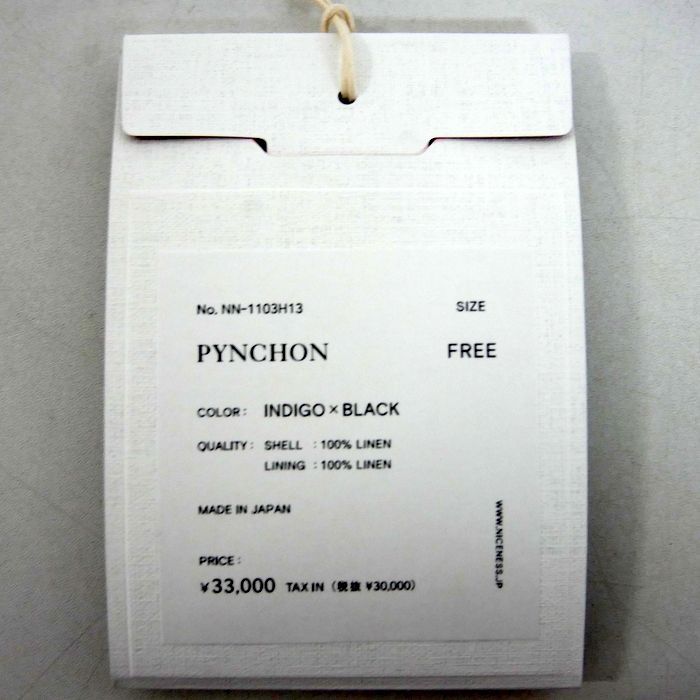 No. NN-1103H13
SIZE
PYNCHON
FREE
COLOR : INDIGO × BLACK
QUALITY : SHELL : 100% LINEN
LINING : 100% LINEN
MADE IN JAPAN
WWW.NICENESS.JP
PRICE :
¥33,000 TAX IN (税抜 ¥30,000)